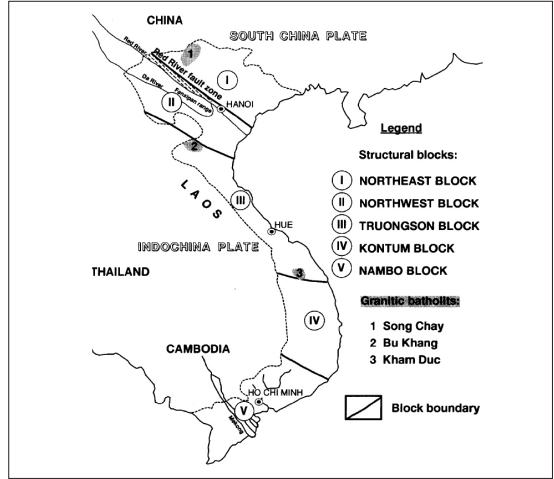 CHINA
SOUTH CHINA PLATE
Red River
1
Red River fault zone
I
Da River
Fansipan range
HANOI
II
2
LAOS
III
HUE
INDOCHINA PLATE
THAILAND
3
IV
CAMBODIA
HO CHI MINH
V
Mekong
Legend
Structural blocks:
I NORTHEAST BLOCK
II NORTHWEST BLOCK
III TRUONGSON BLOCK
IV KONTUM BLOCK
V NAMBO BLOCK
Granitic batholits:
1 Song Chay
2 Bu Khang
3 Kham Duc
Block boundary